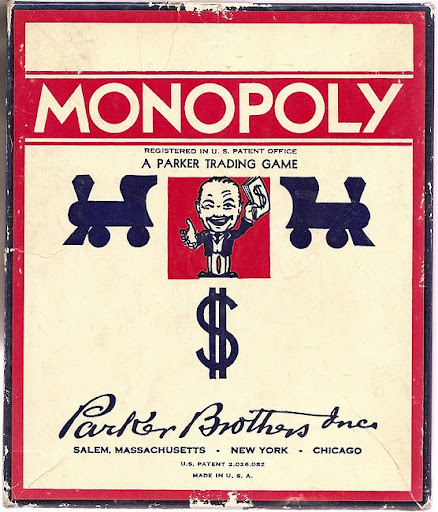 MONOPOLY
REGISTERED IN U. S. PATENT OFFICE
A PARKER TRADING GAME
$
$
Parker Brothers Inc.
SALEM, MASSACHUSETTS • NEW YORK • CHICAGO
U.S. PATENT 2,026,082
MADE IN U. S. A.